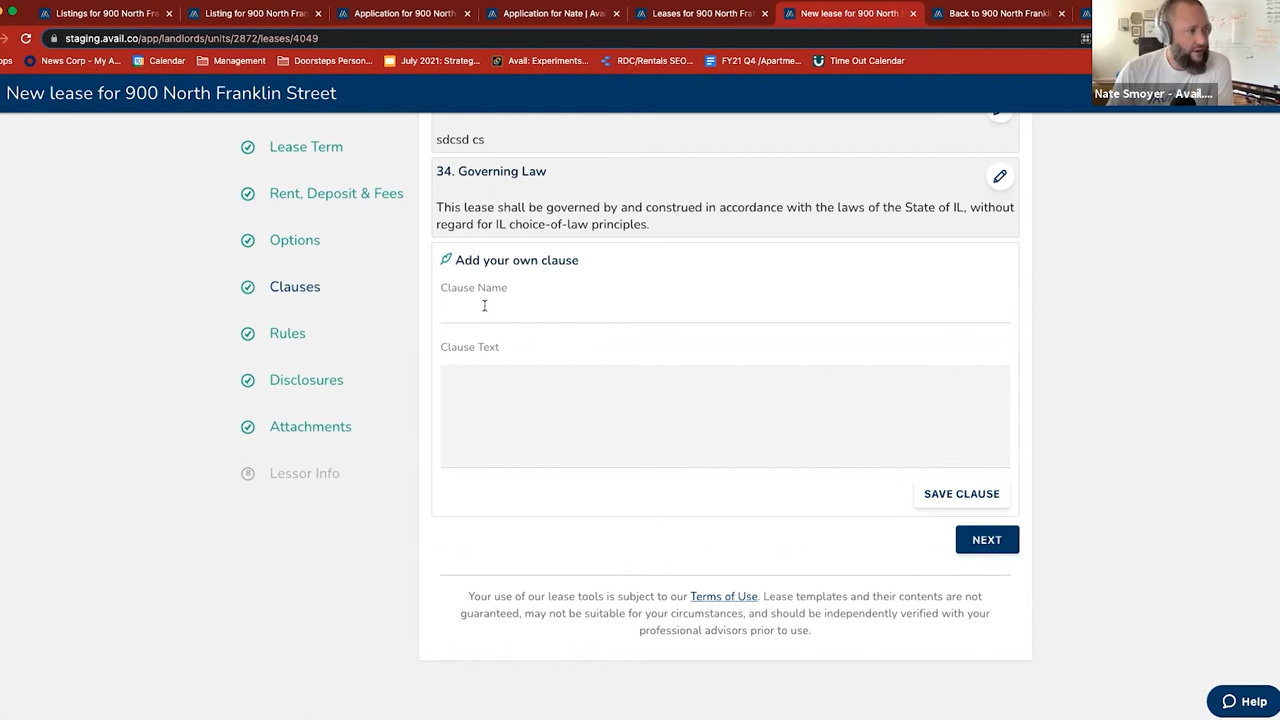 Listings for 900 North Fra
Listing for 900 North Fran
Application for 900 North
Application for Nate | Avai
Leases for 900 North Frank
New lease for 900 North
Back to 900 North Frankli
staging.avail.co/app/landlords/units/2872/leases/4049
News Corp - My A...
Calendar
Management
Doorsteps Person...
July 2021: Strateg...
Avail: Experiments...
RDC/Rentals SEO...
FY21 Q4 /Apartme...
Time Out Calendar
Nate Smoyer - Avail....
New lease for 900 North Franklin Street
Lease Term
Rent, Deposit & Fees
Options
Clauses
Rules
Disclosures
Attachments
8 Lessor Info
sdcsd cs
34. Governing Law
This lease shall be governed by and construed in accordance with the laws of the State of IL, without
regard for IL choice-of-law principles.
Add your own clause
Clause Name
Clause Text
SAVE CLAUSE
NEXT
Your use of our lease tools is subject to our Terms of Use. Lease templates and their contents are not
guaranteed, may not be suitable for your circumstances, and should be independently verified with your
professional advisors prior to use.
Help